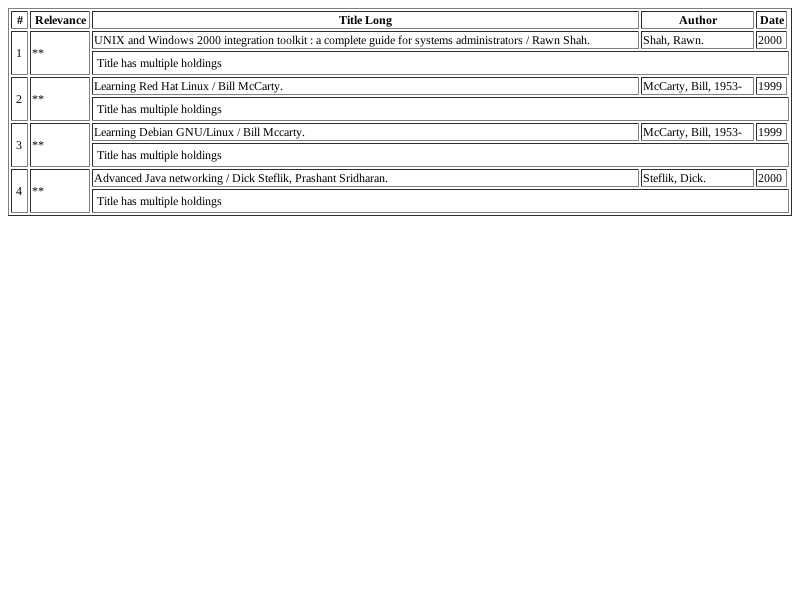 # Relevance Title Long Author Date
1 ** UNIX and Windows 2000 integration toolkit : a complete guide for systems administrators / Rawn Shah. Shah, Rawn. 2000
Title has multiple holdings
2 ** Learning Red Hat Linux / Bill McCarty. McCarty, Bill, 1953- 1999
Title has multiple holdings
3 ** Learning Debian GNU/Linux / Bill Mccarty. McCarty, Bill, 1953- 1999
Title has multiple holdings
4 ** Advanced Java networking / Dick Steflik, Prashant Sridharan. Steflik, Dick. 2000
Title has multiple holdings